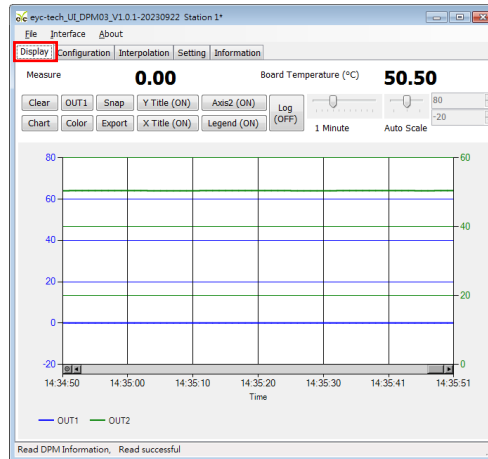 eyc-tech_UI_DPM03_V1.0.1-20230922 Station 1*
File Interface About
Display Configuration Interpolation Setting Information
Measure 0.00 Board Temperature (°C) 50.50
Clear OUT1 Snap Y Title (ON) Axis2 (ON) Log (OFF) 80
Chart Color Export X Title (ON) Legend (ON) 1 Minute Auto Scale -20
80 60
60
40 40
20 20
0
-20 0
14:34:50 14:35:00 14:35:10 14:35:20 14:35:30 14:35:41 14:35:51
Time
OUT1 OUT2
Read DPM Information, Read successful